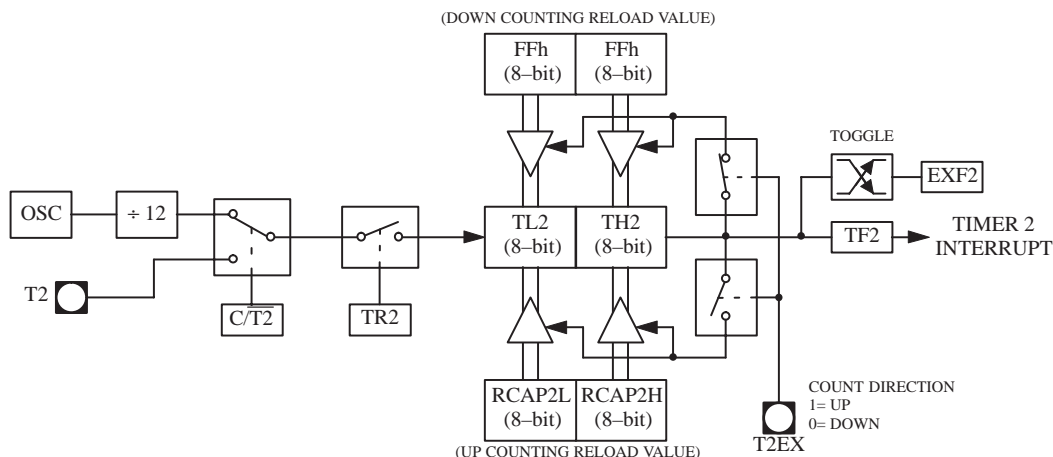 (DOWN COUNTING RELOAD VALUE)
FFh
(8–bit)
FFh
(8–bit)
TOGGLE
EXF2
OSC
÷ 12
TL2
(8–bit)
TH2
(8–bit)
TF2
TIMER 2
INTERRUPT
T2
C/T2
TR2
RCAP2L
(8–bit)
RCAP2H
(8–bit)
COUNT DIRECTION
1= UP
0= DOWN
T2EX
(UP COUNTING RELOAD VALUE)